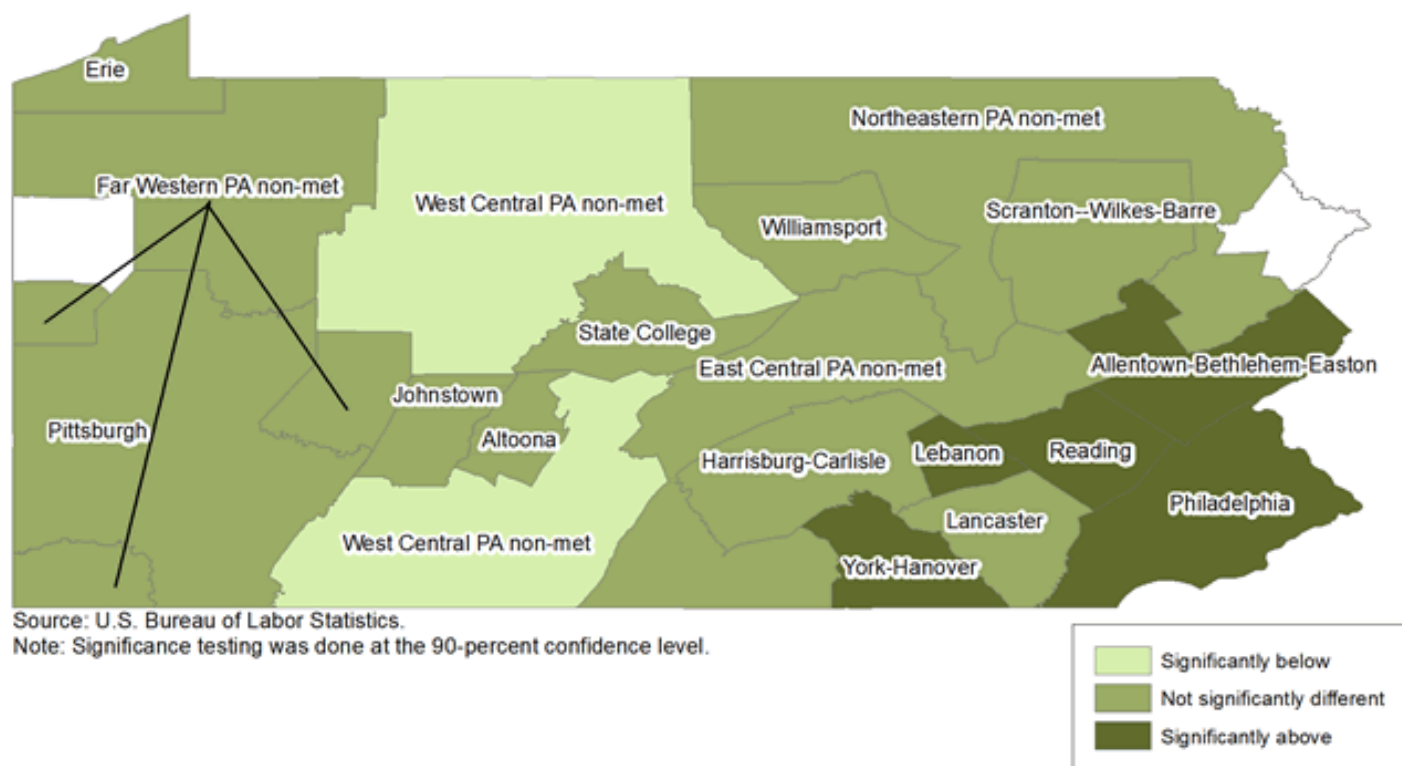 Erie
Northeastern PA non-met
Far Western PA non-met
West Central PA non-met
Scranton--Wilkes-Barre
Williamsport
State College
East Central PA non-met
Allentown-Bethlehem-Easton
Johnstown
Pittsburgh
Altoona
Harrisburg-Carlisle
Lebanon
Reading
Philadelphia
Lancaster
West Central PA non-met
York-Hanover
Source: U.S. Bureau of Labor Statistics.
Note: Significance testing was done at the 90-percent confidence level.
Significantly below
Not significantly different
Significantly above